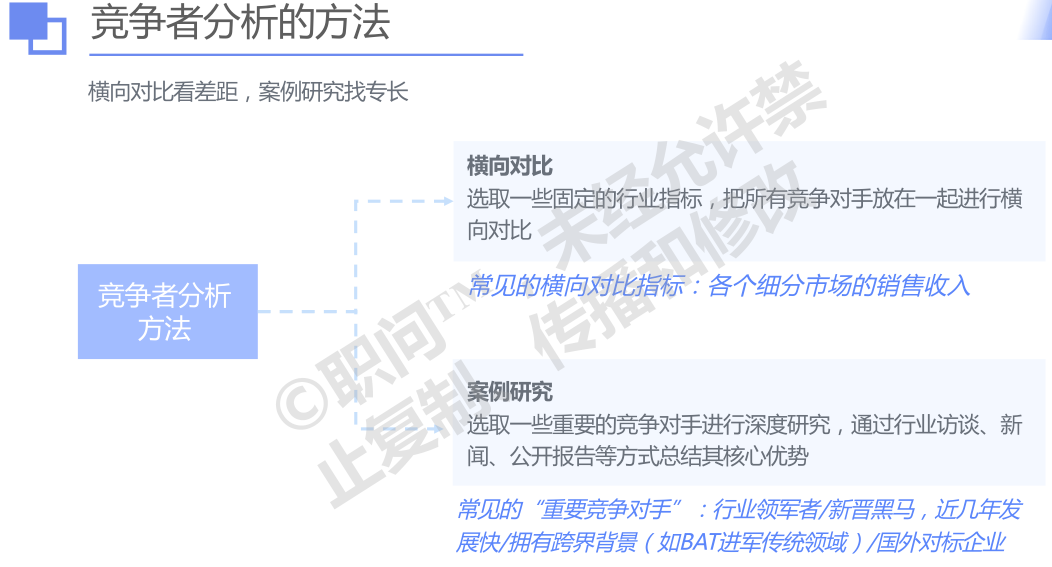 竞争者分析的方法
横向对比看差距，案例研究找专长
横向对比
选取一些固定的行业指标，把所有竞争对手放在一起进行横
向对比
常见的横向对比指标：各个细分市场的销售收入
竞争者分析
方法
案例研究
选取一些重要的竞争对手进行深度研究，通过行业访谈、新
闻、公开报告等方式总结其核心优势
常见的“重要竞争对手”：行业领军者/新晋黑马，近几年发
展快/拥有跨界背景（如BAT进军传统领域）/国外对标企业
©职问™ 未经允许禁
止复制 传播和修改